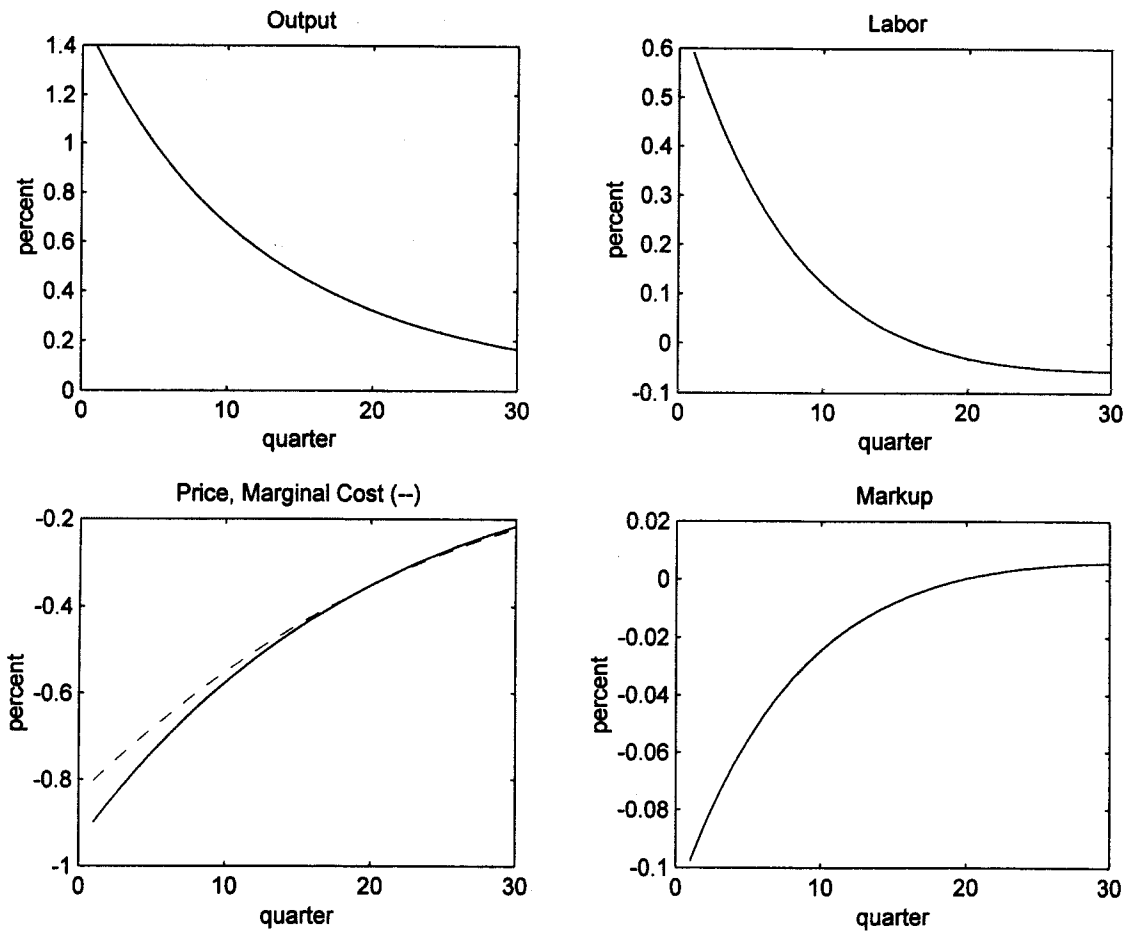 Output
1.4
1.2
1
0.8
0.6
0.4
0.2
0
percent
0 10 20 30
quarter
Labor
0.6
0.5
0.4
0.3
0.2
0.1
0
-0.1
percent
0 10 20 30
quarter
Price, Marginal Cost (--)
-0.2
-0.4
-0.6
-0.8
-1
percent
0 10 20 30
quarter
Markup
0.02
0
-0.02
-0.04
-0.06
-0.08
-0.1
percent
0 10 20 30
quarter